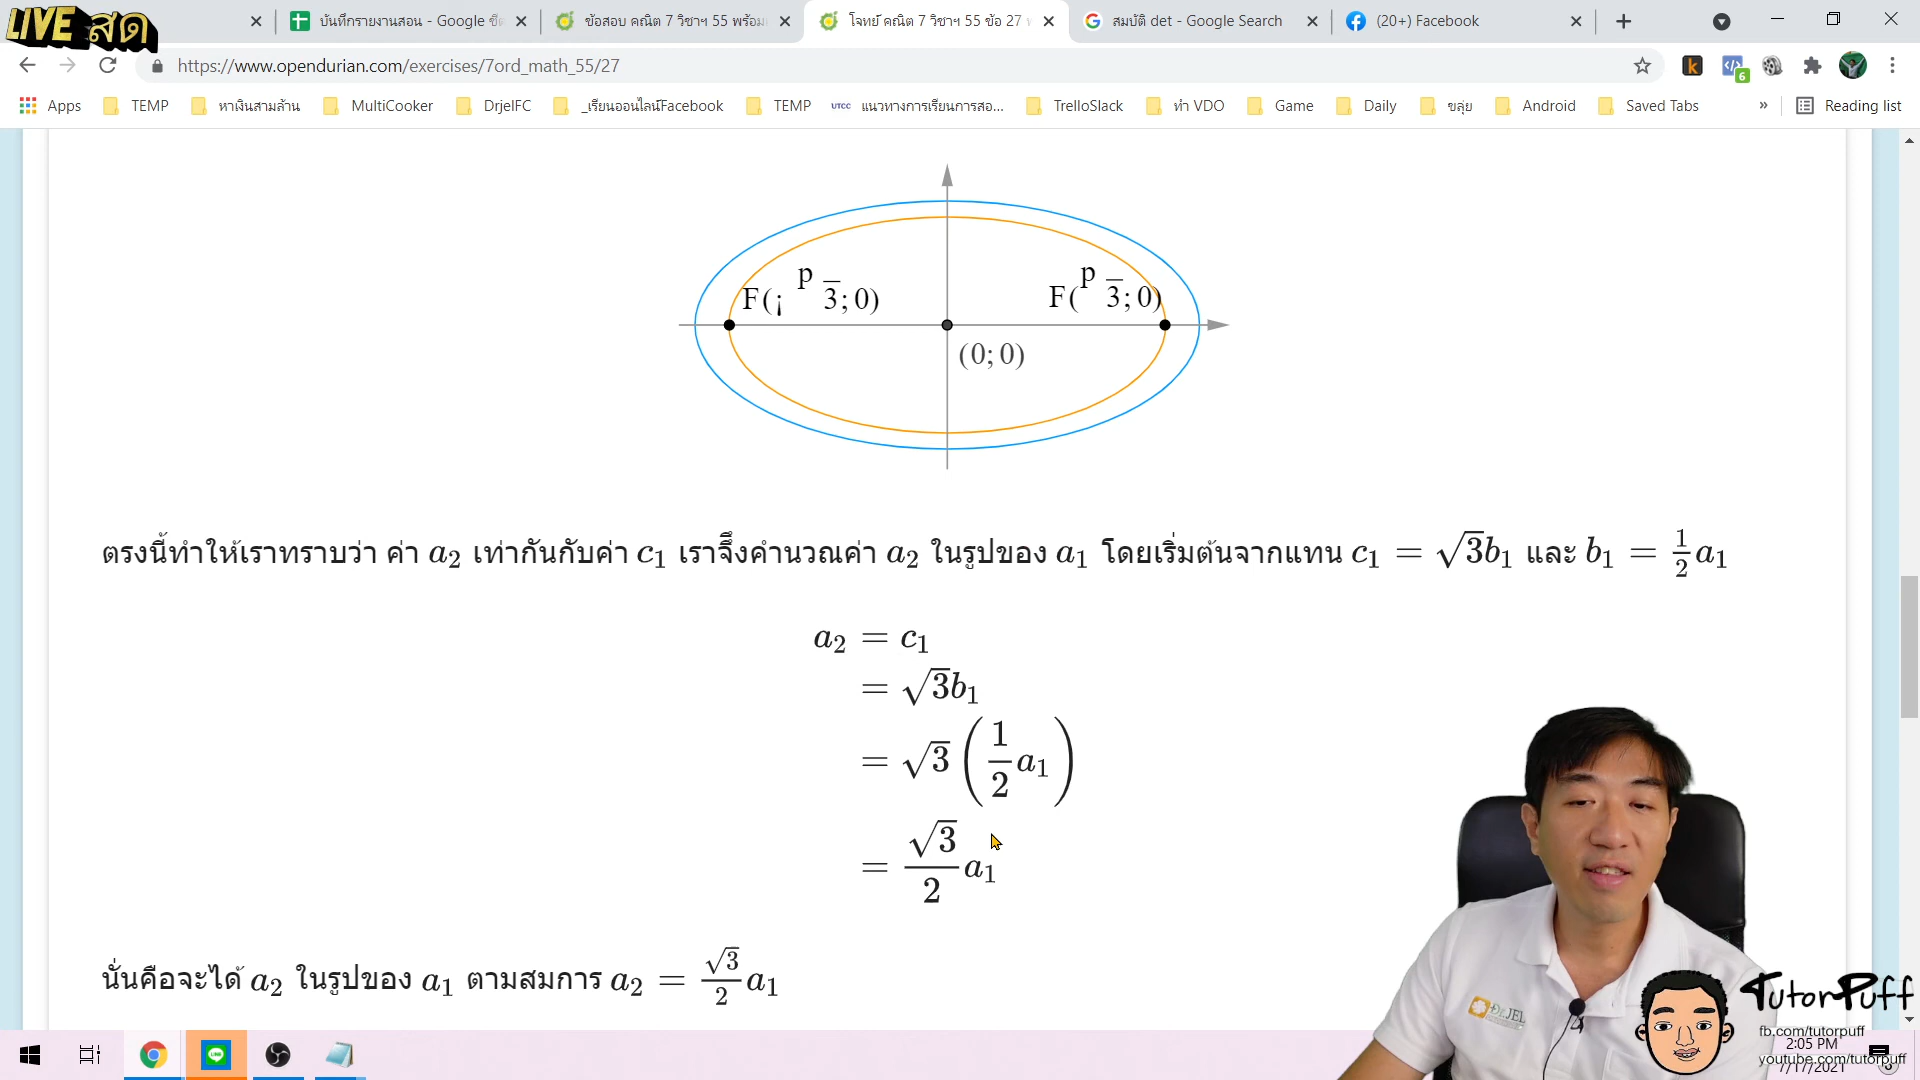 LIVE สด
บันทึกรายงานสอน - Google ชีต
ข้อสอบ คณิต 7 วิชาฯ 55 พร้อม
โจทย์ คณิต 7 วิชาฯ 55 ข้อ 27
สมบัติ det - Google Search
(20+) Facebook
https://www.opendurian.com/exercises/7ord_math_55/27
6
Apps
TEMP
หาเงินสามล้าน
MultiCooker
DrjelFC
_เรียนออนไลน์Facebook
TEMP
UTCC แนวทางการเรียนการสอ...
TrelloSlack
ทำ VDO
Game
Daily
ขลุ่ย
Android
Saved Tabs
»
Reading list
F(¡ p 3; 0)
F( p 3; 0)
(0; 0)
ตรงนี้ทำให้เราทราบว่า ค่า a₂ เท่ากันกับค่า c₁ เราจึงคำนวณค่า a₂ ในรูปของ a₁ โดยเริ่มต้นจากแทน c₁ = √3b₁ และ b₁ = 1/2 a₁
a₂ = c₁
= √3b₁
= √3 (1/2 a₁)
= √3/2 a₁
นั่นคือจะได้ a₂ ในรูปของ a₁ ตามสมการ a₂ = √3/2 a₁
Dr.JEL
TutorPuff
fb.com/tutorpuff
youtube.com/tutorpuff
LINE
2:05 PM
7/17/2021